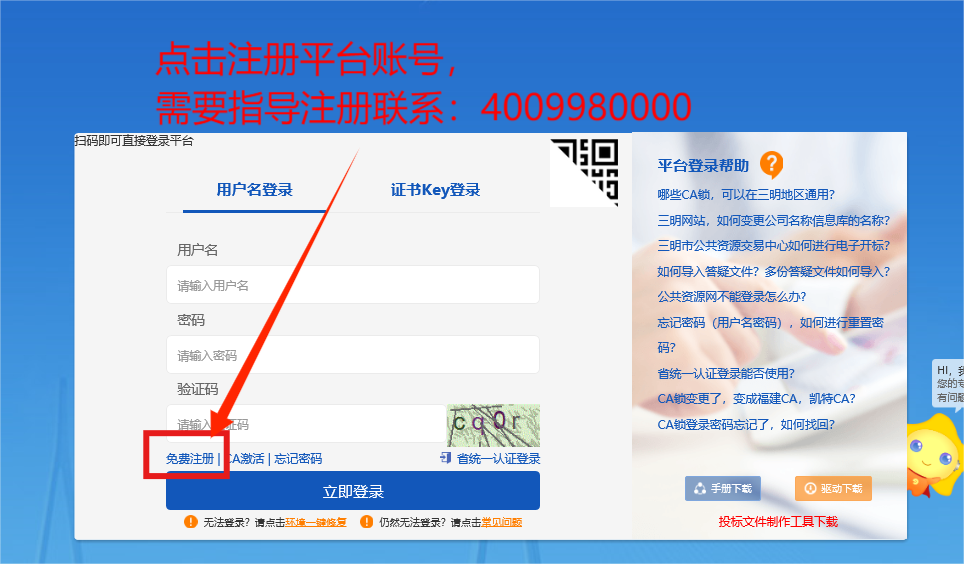 点击注册平台账号，
需要指导注册联系：4009980000
扫码即可直接登录平台
用户名登录
证书Key登录
用户名
请输入用户名
密码
请输入密码
验证码
请输入验证码
cq0r
免费注册 | CA激活 | 忘记密码
省统一认证登录
立即登录
无法登录？请点击环境一键修复
仍然无法登录？请点击常见问题
平台登录帮助
哪些CA锁，可以在三明地区通用？
三明网站，如何变更公司名称信息库的名称？
三明市公共资源交易中心如何进行电子开标？
如何导入答疑文件？多份答疑文件如何导入？
公共资源网不能登录怎么办？
忘记密码（用户名密码），如何进行重置密
码？
省统一认证登录能否使用？
CA锁变更了，变成福建CA，凯特CA？
CA锁登录密码忘记了，如何找回？
手册下载
驱动下载
投标文件制作工具下载
HI，我
您的专
有问题